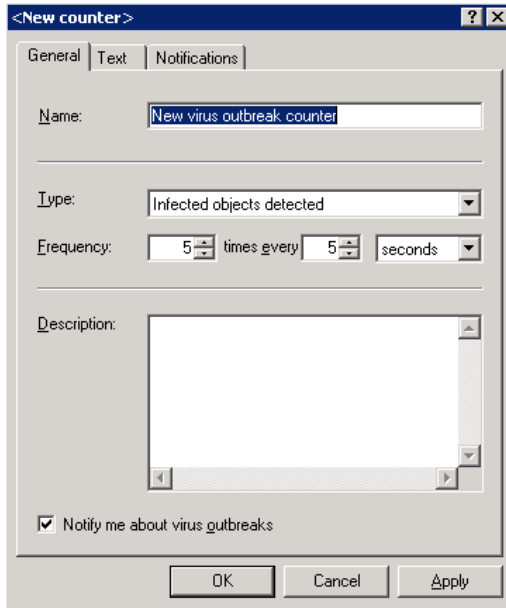 <New counter>
General Text Notifications
Name: New virus outbreak counter
Type: Infected objects detected
Frequency: 5 times every 5 seconds
Description:
Notify me about virus outbreaks
OK Cancel Apply